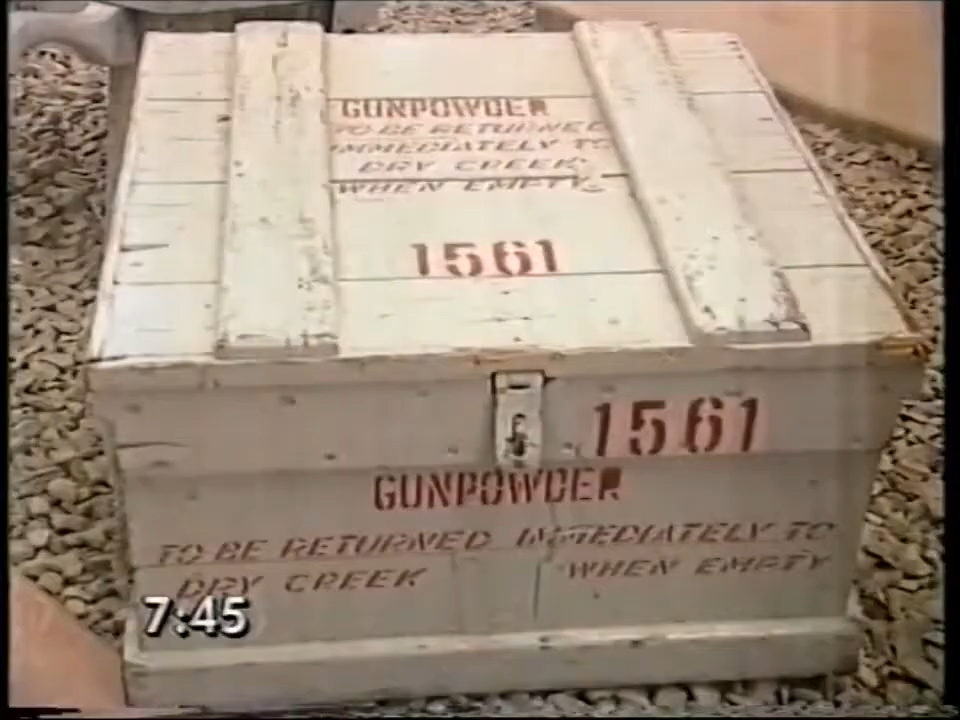 GUNPOWDER
TO BE RETURNED
IMMEDIATELY TO
DRY CREEK
WHEN EMPTY
1561
1561
GUNPOWDER
TO BE RETURNED IMMEDIATELY TO
DRY CREEK WHEN EMPTY
7:45